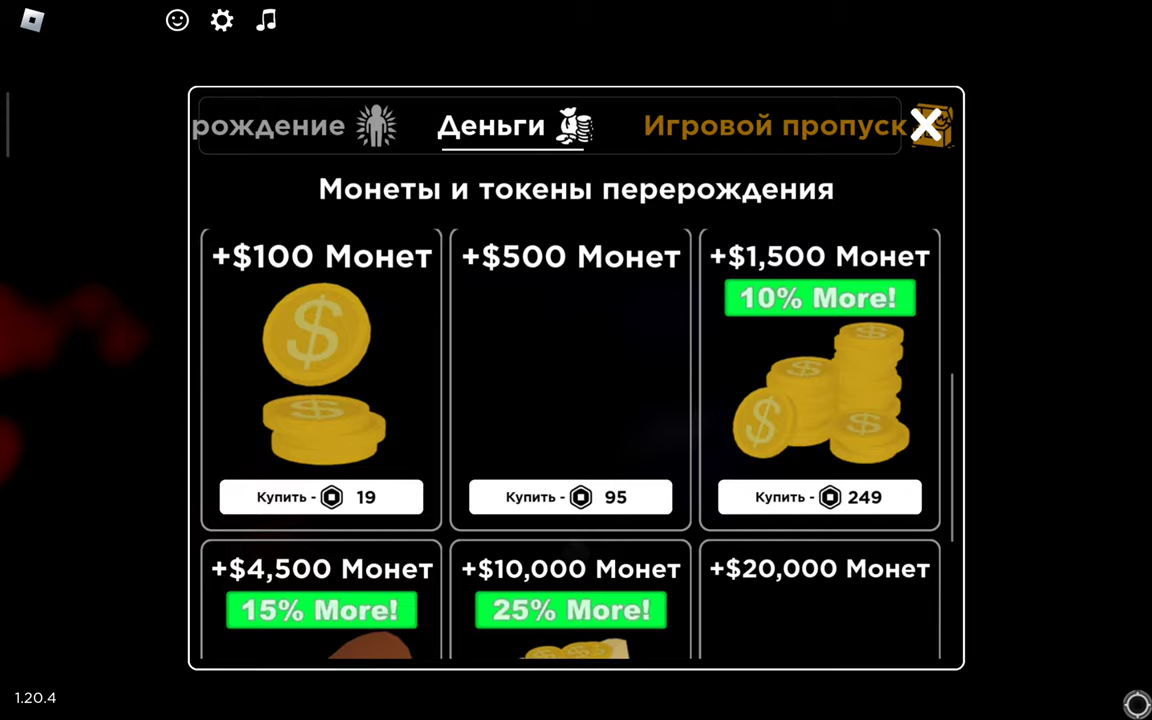 рождение
Деньги
Игровой пропуск
Монеты и токены перерождения
+$100 Монет
+$500 Монет
+$1,500 Монет
10% More!
Купить - 19
Купить - 95
Купить - 249
+$4,500 Монет
+$10,000 Монет
+$20,000 Монет
15% More!
25% More!
1.20.4